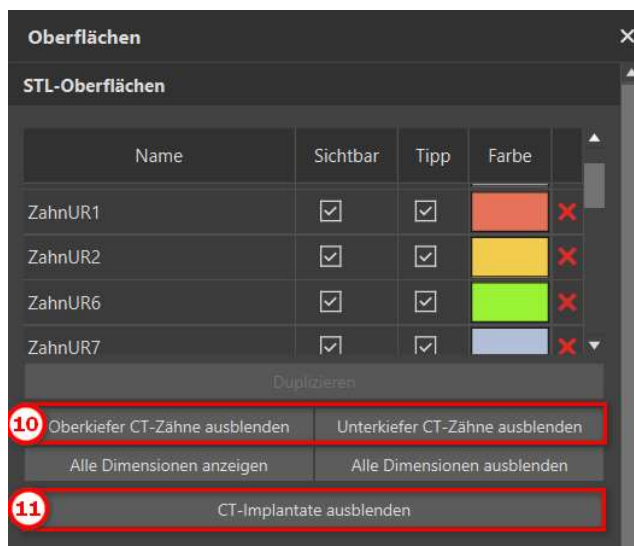 Oberflächen
STL-Oberflächen
Name Sichtbar Tipp Farbe
ZahnUR1
ZahnUR2
ZahnUR6
ZahnUR7
Duplizieren
10 Oberkiefer CT-Zähne ausblenden Unterkiefer CT-Zähne ausblenden
Alle Dimensionen anzeigen Alle Dimensionen ausblenden
11 CT-Implantate ausblenden